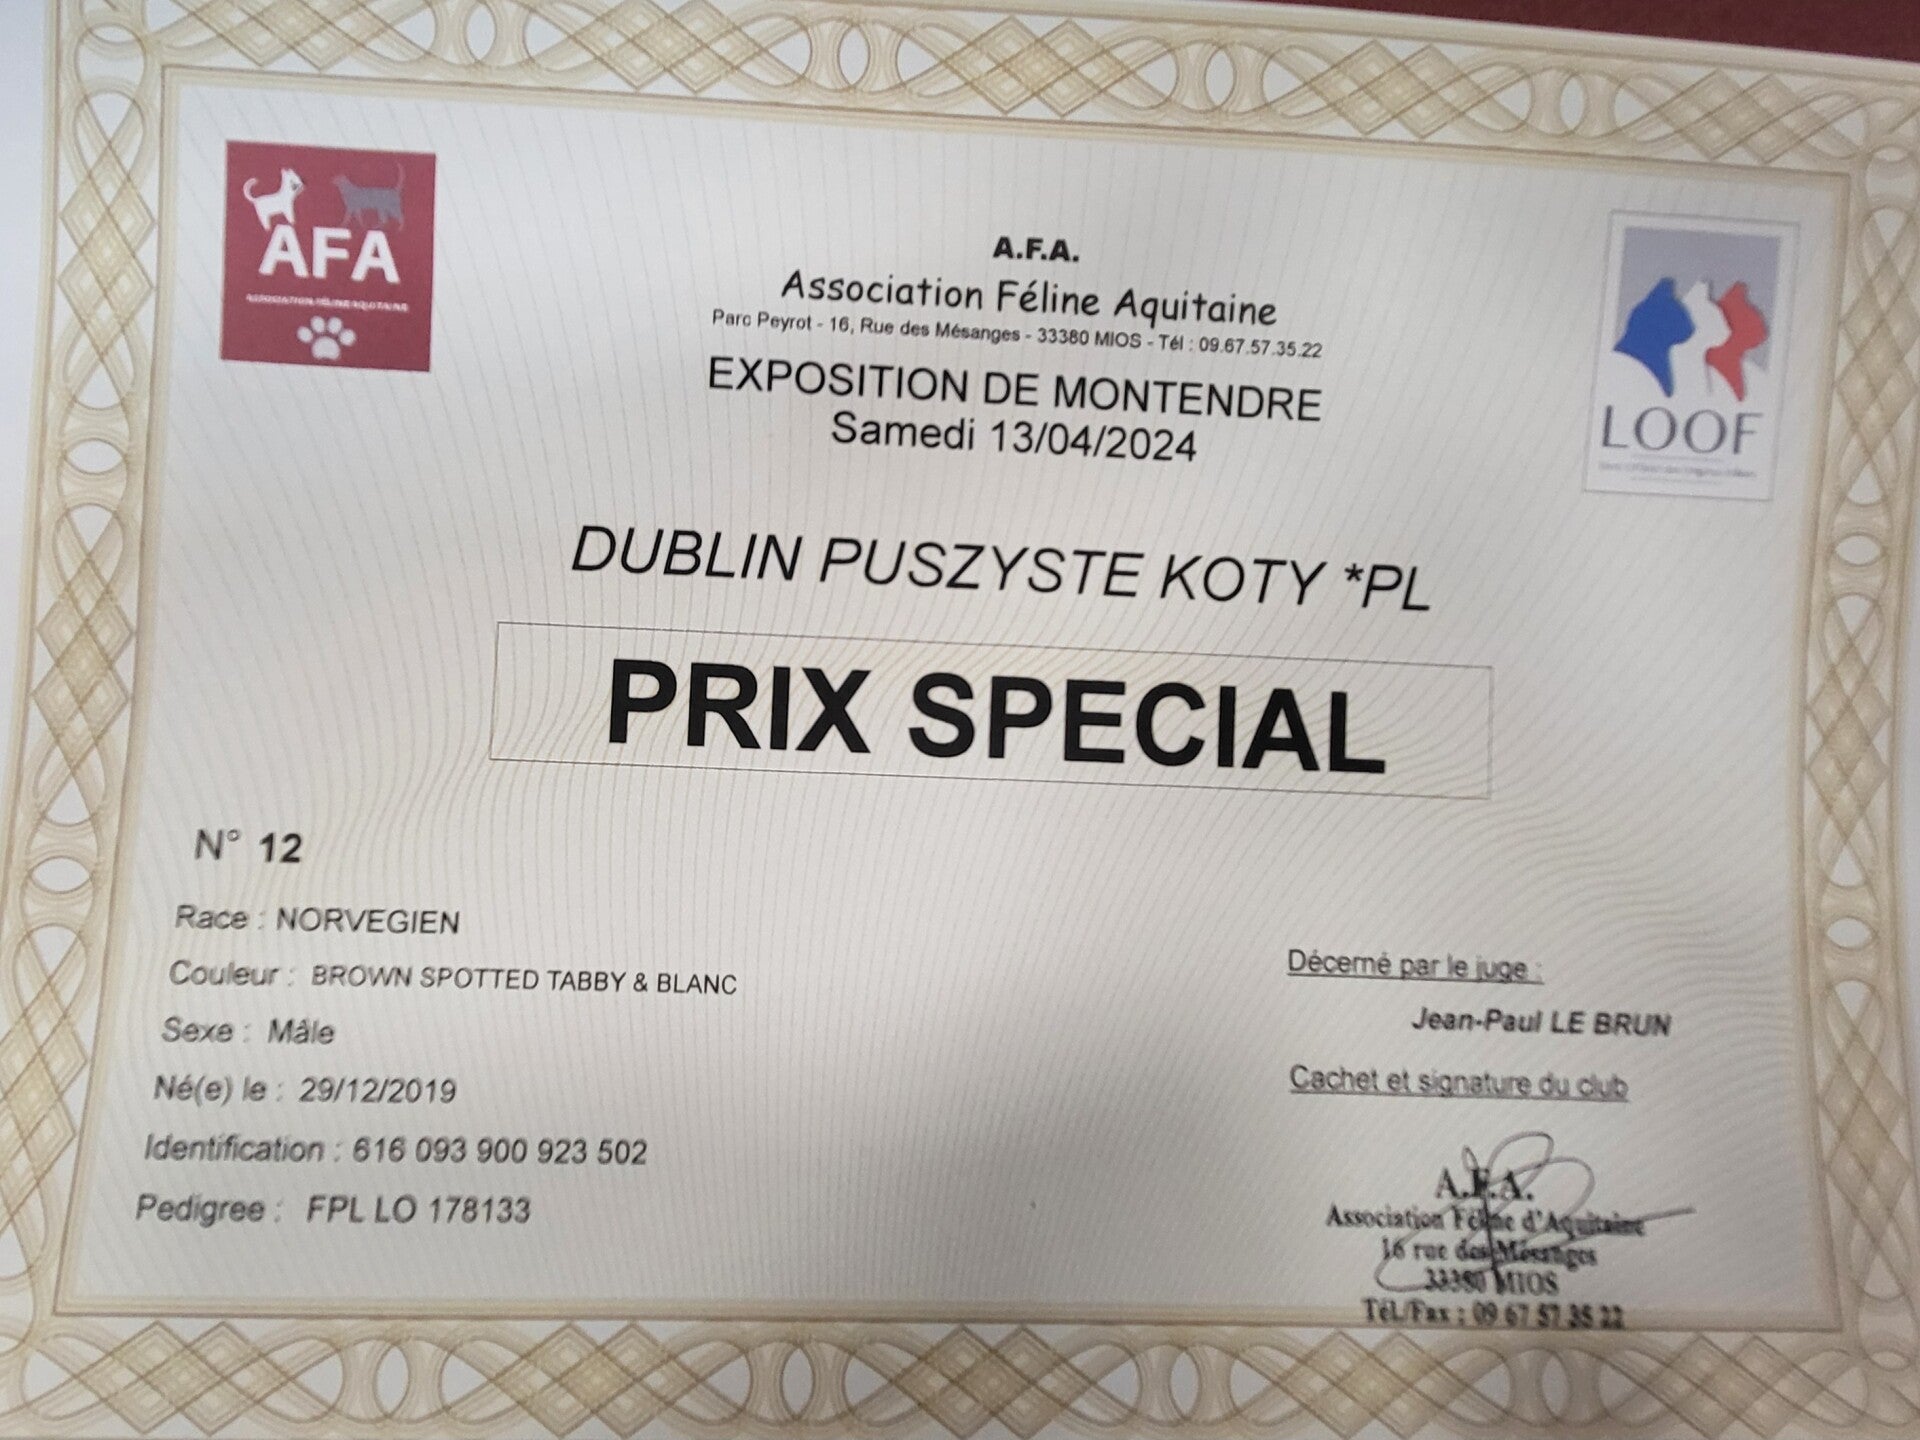 AFA
ASSOCIATION FÉLINE AQUITAINE
A.F.A.
Association Féline Aquitaine
Parc Peyrot - 16, Rue des Mésanges - 33380 MIOS - Tél : 09.67.57.35.22
EXPOSITION DE MONTENDRE
Samedi 13/04/2024
LOOF
DUBLIN PUSZYSTE KOTY *PL
PRIX SPECIAL
N° 12
Race : NORVEGIEN
Couleur : BROWN SPOTTED TABBY & BLANC
Sexe : Mâle
Né(e) le : 29/12/2019
Identification : 616 093 900 923 502
Pedigree : FPL LO 178133
Décerné par le juge :
Jean-Paul LE BRUN
Cachet et signature du club
A.F.A.
Association Féline d'Aquitaine
16 rue des Mésanges
33380 MIOS
Tél./Fax : 09 67 57 35 22